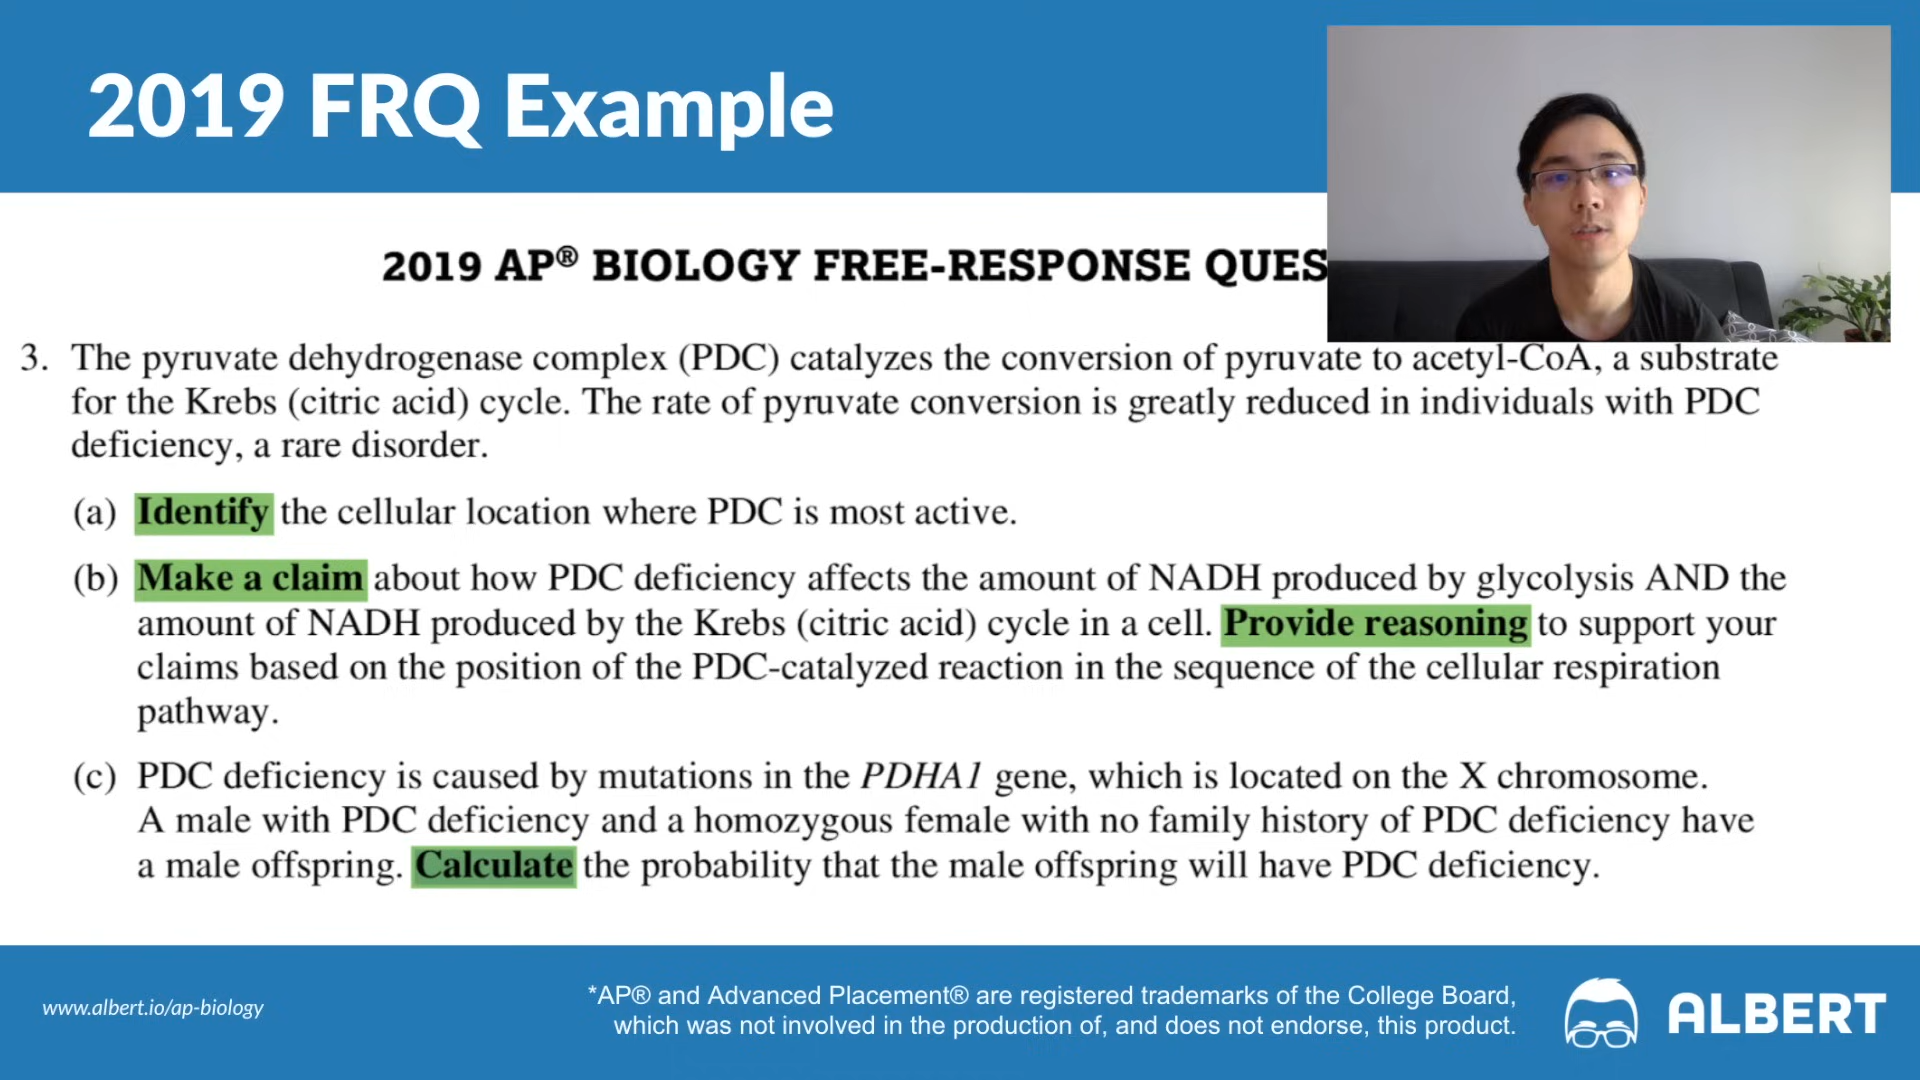 2019 FRQ Example
2019 AP® BIOLOGY FREE-RESPONSE QUES
3. The pyruvate dehydrogenase complex (PDC) catalyzes the conversion of pyruvate to acetyl-CoA, a substrate
for the Krebs (citric acid) cycle. The rate of pyruvate conversion is greatly reduced in individuals with PDC
deficiency, a rare disorder.
(a) Identify the cellular location where PDC is most active.
(b) Make a claim about how PDC deficiency affects the amount of NADH produced by glycolysis AND the
amount of NADH produced by the Krebs (citric acid) cycle in a cell. Provide reasoning to support your
claims based on the position of the PDC-catalyzed reaction in the sequence of the cellular respiration
pathway.
(c) PDC deficiency is caused by mutations in the PDHA1 gene, which is located on the X chromosome.
A male with PDC deficiency and a homozygous female with no family history of PDC deficiency have
a male offspring. Calculate the probability that the male offspring will have PDC deficiency.
www.albert.io/ap-biology
*AP® and Advanced Placement® are registered trademarks of the College Board,
which was not involved in the production of, and does not endorse, this product.
ALBERT